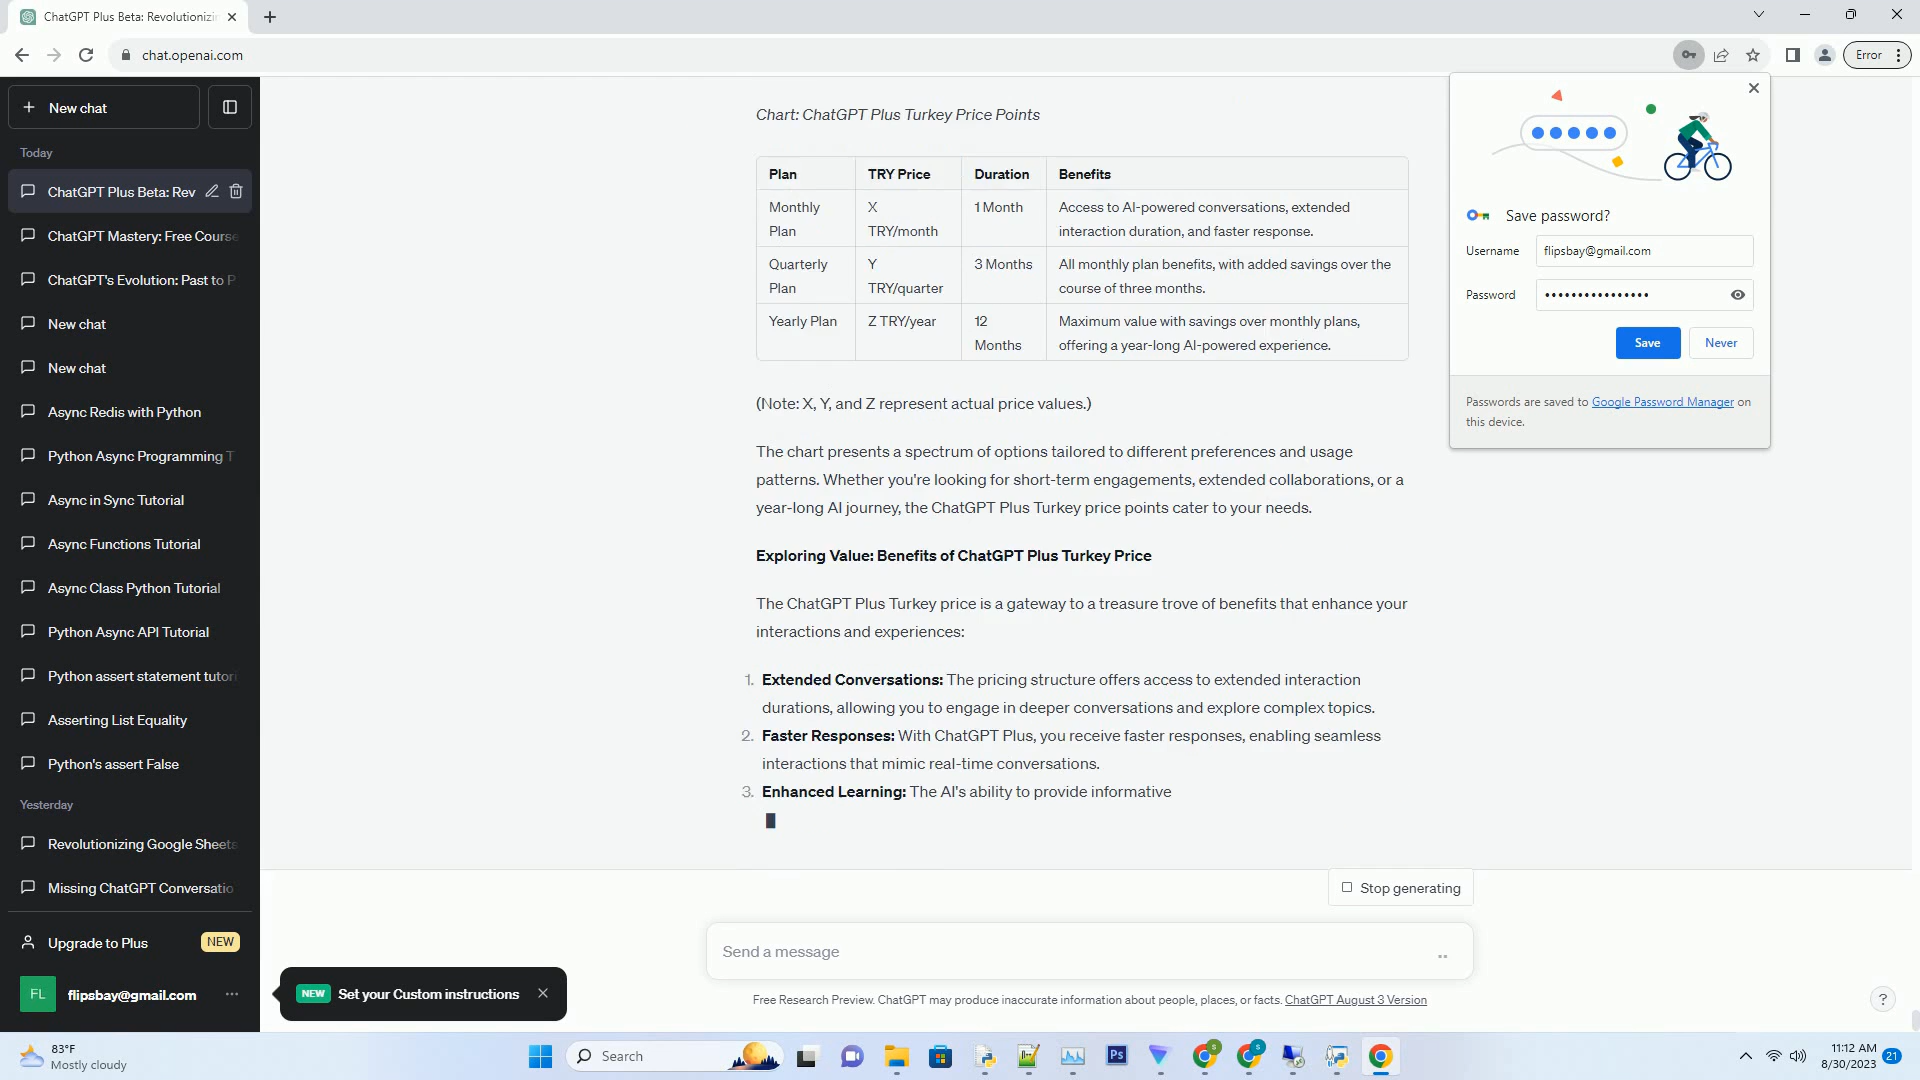 ChatGPT Plus Beta: Revolutionizin
chat.openai.com
Error
New chat
Today
ChatGPT Plus Beta: Rev
ChatGPT Mastery: Free Course
ChatGPT's Evolution: Past to P
New chat
New chat
Async Redis with Python
Python Async Programming T
Async in Sync Tutorial
Async Functions Tutorial
Async Class Python Tutorial
Python Async API Tutorial
Python assert statement tutori
Asserting List Equality
Python's assert False
Yesterday
Revolutionizing Google Sheets
Missing ChatGPT Conversatio
Upgrade to Plus NEW
FL flipsbay@gmail.com
NEW Set your Custom instructions
Chart: ChatGPT Plus Turkey Price Points
Plan TRY Price Duration Benefits
Monthly X 1 Month Access to AI-powered conversations, extended
Plan TRY/month interaction duration, and faster response.
Quarterly Y 3 Months All monthly plan benefits, with added savings over the
Plan TRY/quarter course of three months.
Yearly Plan Z TRY/year 12 Maximum value with savings over monthly plans,
Months offering a year-long AI-powered experience.
(Note: X, Y, and Z represent actual price values.)
The chart presents a spectrum of options tailored to different preferences and usage
patterns. Whether you're looking for short-term engagements, extended collaborations, or a
year-long AI journey, the ChatGPT Plus Turkey price points cater to your needs.
Exploring Value: Benefits of ChatGPT Plus Turkey Price
The ChatGPT Plus Turkey price is a gateway to a treasure trove of benefits that enhance your
interactions and experiences:
1. Extended Conversations: The pricing structure offers access to extended interaction
durations, allowing you to engage in deeper conversations and explore complex topics.
2. Faster Responses: With ChatGPT Plus, you receive faster responses, enabling seamless
interactions that mimic real-time conversations.
3. Enhanced Learning: The AI's ability to provide informative
Stop generating
Send a message
Free Research Preview. ChatGPT may produce inaccurate information about people, places, or facts. ChatGPT August 3 Version
?
Save password?
Username flipsbay@gmail.com
Password ••••••••••••••••
Save Never
Passwords are saved to Google Password Manager on
this device.
83°F
Mostly cloudy
Search
Ps
S
S
11:12 AM
8/30/2023
21